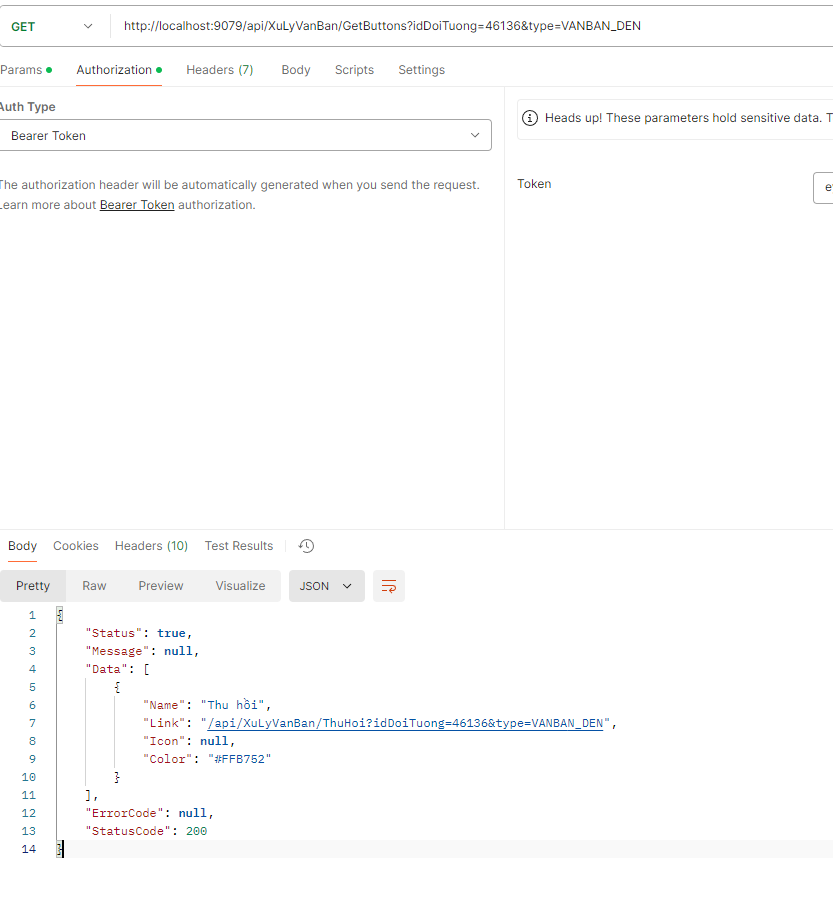 GET http://localhost:9079/api/XuLyVanBan/GetButtons?idDoiTuong=46136&type=VANBAN_DEN
Params Authorization Headers (7) Body Scripts Settings
Auth Type
Bearer Token
Heads up! These parameters hold sensitive data. T
The authorization header will be automatically generated when you send the request.
Learn more about Bearer Token authorization.
Token
Body Cookies Headers (10) Test Results
Pretty Raw Preview Visualize JSON
1 {
2 "Status": true,
3 "Message": null,
4 "Data": [
5 {
6 "Name": "Thu hồi",
7 "Link": "/api/XuLyVanBan/ThuHoi?idDoiTuong=46136&type=VANBAN_DEN",
8 "Icon": null,
9 "Color": "#FFB752"
10 }
11 ],
12 "ErrorCode": null,
13 "StatusCode": 200
14 }